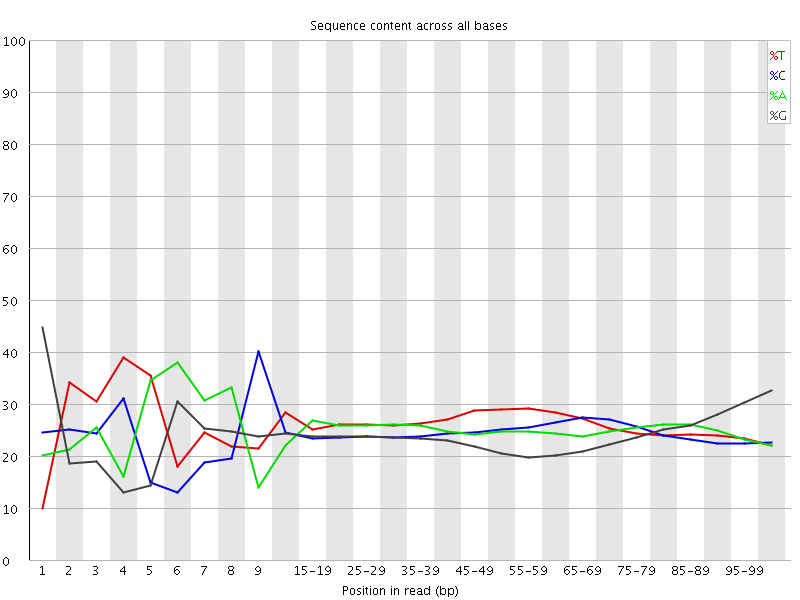 Sequence content across all bases
100
90
80
70
60
50
40
30
20
10
0
%T
%C
%A
%G
1 2 3 4 5 6 7 8 9 15-19 25-29 35-39 45-49 55-59 65-69 75-79 85-89 95-99
Position in read (bp)